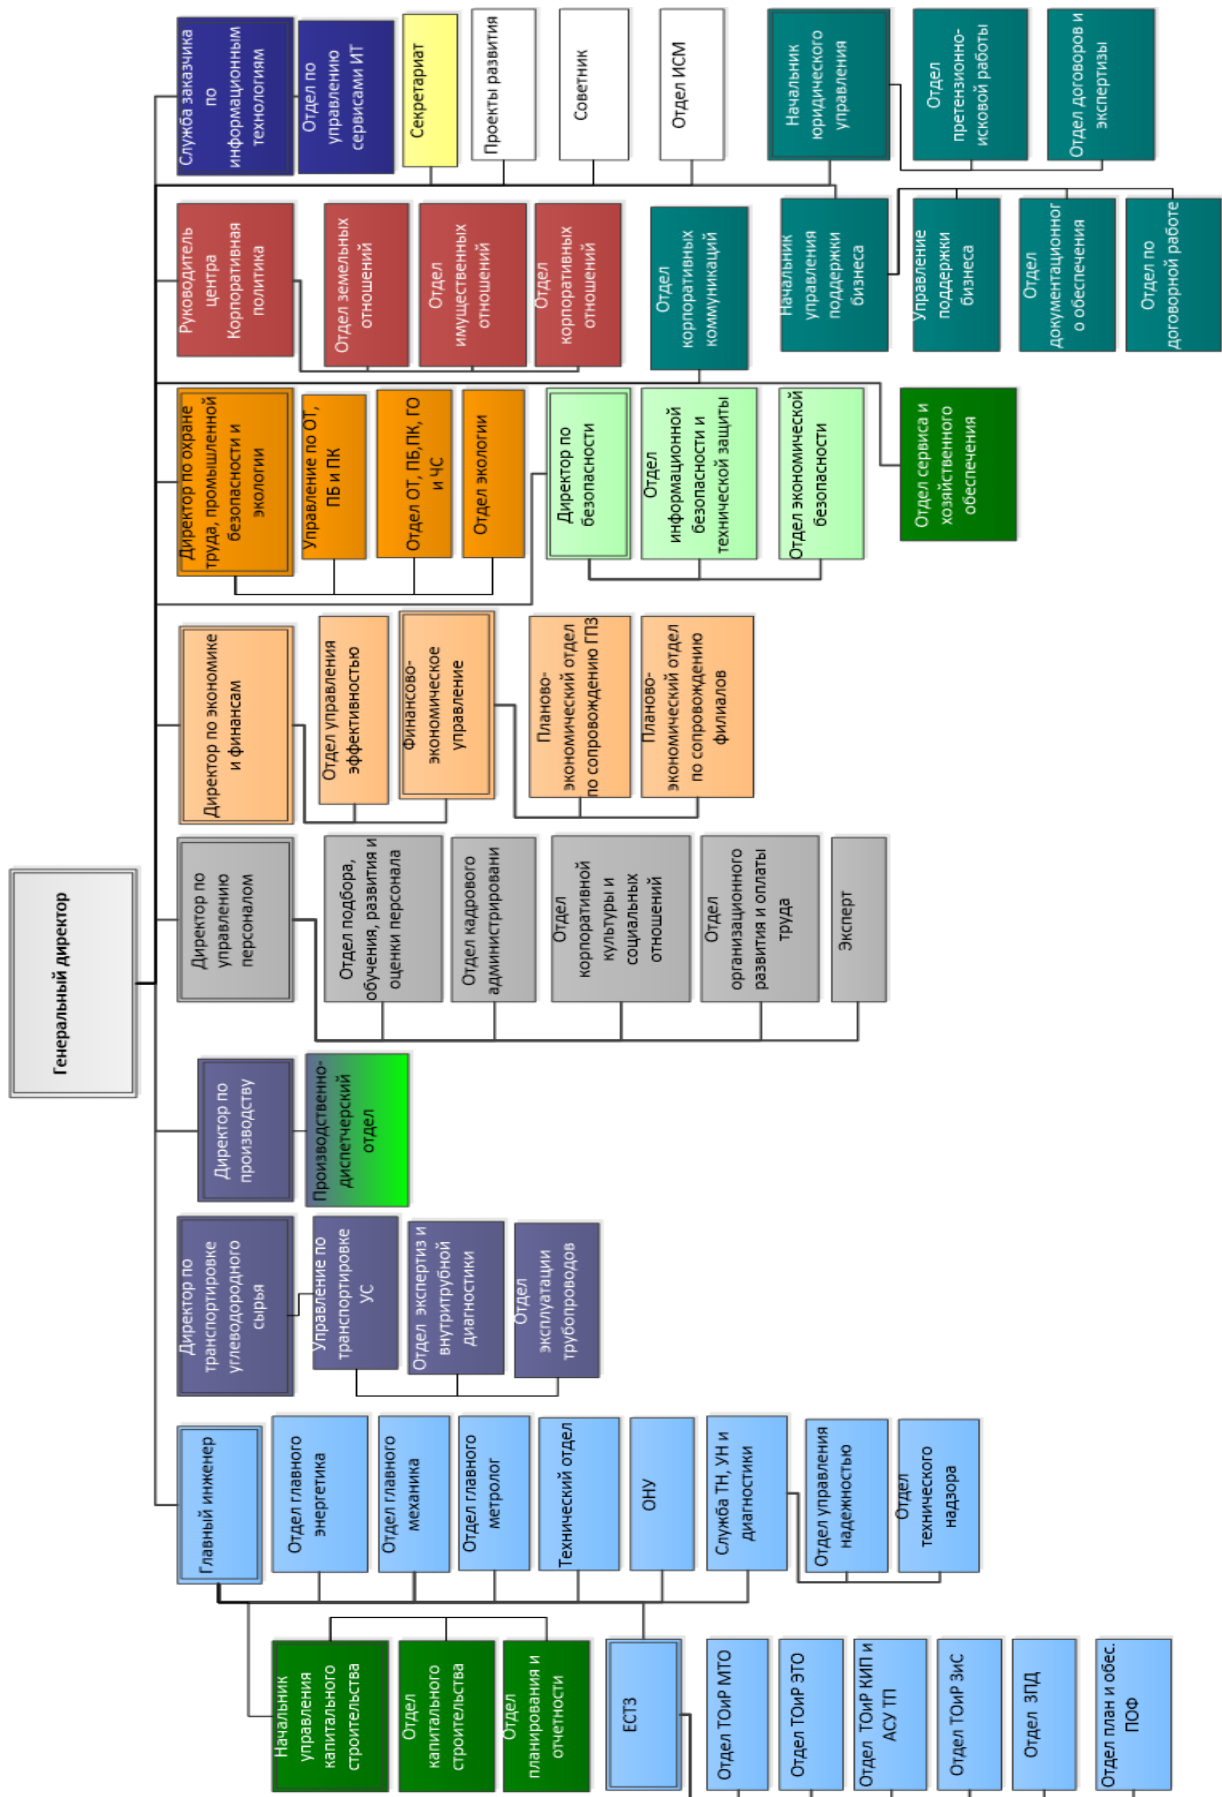 Генеральный директор
Главный инженер
Начальник
управления
капитального
строительства
Отдел
капитального
строительства
Отдел
планирования и
отчетности
Отдел главного
энергетика
Отдел главного
механика
Отдел главного
метролог
Технический отдел
ОНУ
Служба ТН, УН и
диагностики
Отдел управления
надежностью
Отдел
технического
надзора
ЕСТЗ
Отдел ТОиР МТО
Отдел ТОиР ЭТО
Отдел ТОиР КИП и
АСУ ТП
Отдел ТОиР ЗиС
Отдел ЗПД
Отдел план и обес.
ПОФ
Директор по
транспортировке
углеводородного
сырья
Управление по
транспортировке
УС
Отдел экспертиз и
внутритрубной
диагностики
Отдел
эксплуатации
трубопроводов
Директор по
производству
Производственно-
диспетчерский
отдел
Директор по
управлению
персоналом
Отдел подбора,
обучения, развития и
оценки персонала
Отдел кадрового
администрировани
Отдел
корпоративной
культуры и
социальных
отношений
Отдел
организационного
развития и оплаты
труда
Эксперт
Директор по экономике
и финансам
Отдел управления
эффективностью
Финансово-
экономическое
управление
Планово-
экономический отдел
по сопровождению ГПЗ
Планово-
экономический отдел
по сопровождению
филиалов
Директор по охране
труда, промышленной
безопасности и
экологии
Управление по ОТ,
ПБ и ПК
Отдел ОТ, ПБ,ПК, ГО
и ЧС
Отдел экологии
Директор по
безопасности
Отдел
информационной
безопасности и
технической защиты
Отдел экономической
безопасности
Отдел сервиса и
хозяйственного
обеспечения
Руководитель
центра
Корпоративная
политика
Отдел земельных
отношений
Отдел
имущественных
отношений
Отдел
корпоративных
отношений
Отдел
корпоративных
коммуникаций
Начальник
управления
поддержки
бизнеса
Управление
поддержки
бизнеса
Отдел
документационног
о обеспечения
Отдел по
договорной работе
Служба заказчика
по
информационным
технологиям
Отдел по
управлению
сервисами ИТ
Секретариат
Проекты развития
Советник
Отдел ИСМ
Начальник
юридического
управления
Отдел
претензионно-
исковой работы
Отдел договоров и
экспертизы